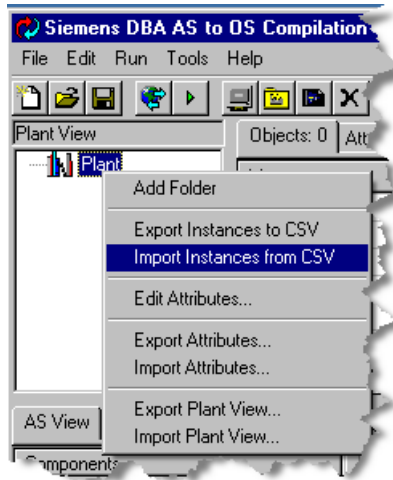 Siemens DBA AS to OS Compilation
File Edit Run Tools Help
Plant View
Objects: 0
Plant
Add Folder
Export Instances to CSV
Import Instances from CSV
Edit Attributes...
Export Attributes...
Import Attributes...
Export Plant View...
Import Plant View...
AS View
Components